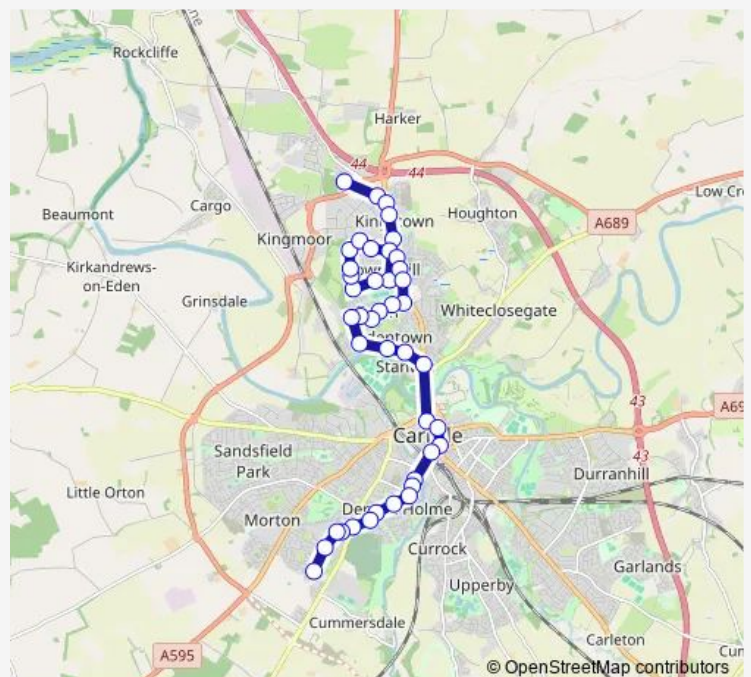 Rockcliffe
Harker
44
44
Low Cr
Cargo
Houghton
Beaumont
A689
Kingmoor
Kirkandrews-
on-Eden
Grinsdale
Whiteclosegate
43
A69
Sandsfield
Park
Durranhill
43
Little Orton
Morton
Holme
Currock
Garlands
Upperby
Cummersdale
Carleton
A595
© OpenStreetMap contributors